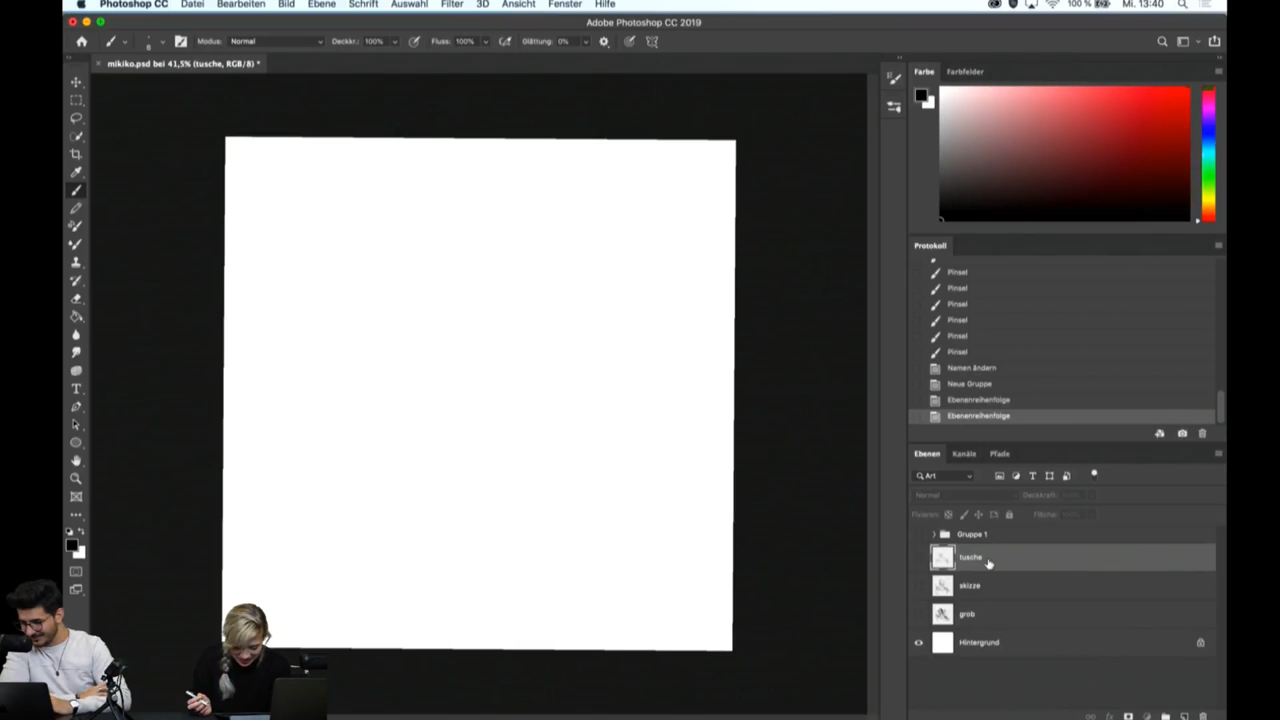 Photoshop CC Datei Bearbeiten Bild Ebene Schrift Auswahl Filter 3D Ansicht Fenster Hilfe 100 % Mi. 13:40
Adobe Photoshop CC 2019
6 Modus: Normal Deckkr.: 100% Fluss: 100% Glättung: 0%
mikiko.psd bei 41,5% (tusche, RGB/8) *
Farbe Farbfelder
Protokoll
Pinsel
Pinsel
Pinsel
Pinsel
Pinsel
Pinsel
Namen ändern
Neue Gruppe
Ebenenreihenfolge
Ebenenreihenfolge
Ebenen Kanäle Pfade
Art
Normal Deckkraft:
Fixieren: Fläche:
Gruppe 1
tusche
skizze
grob
Hintergrund